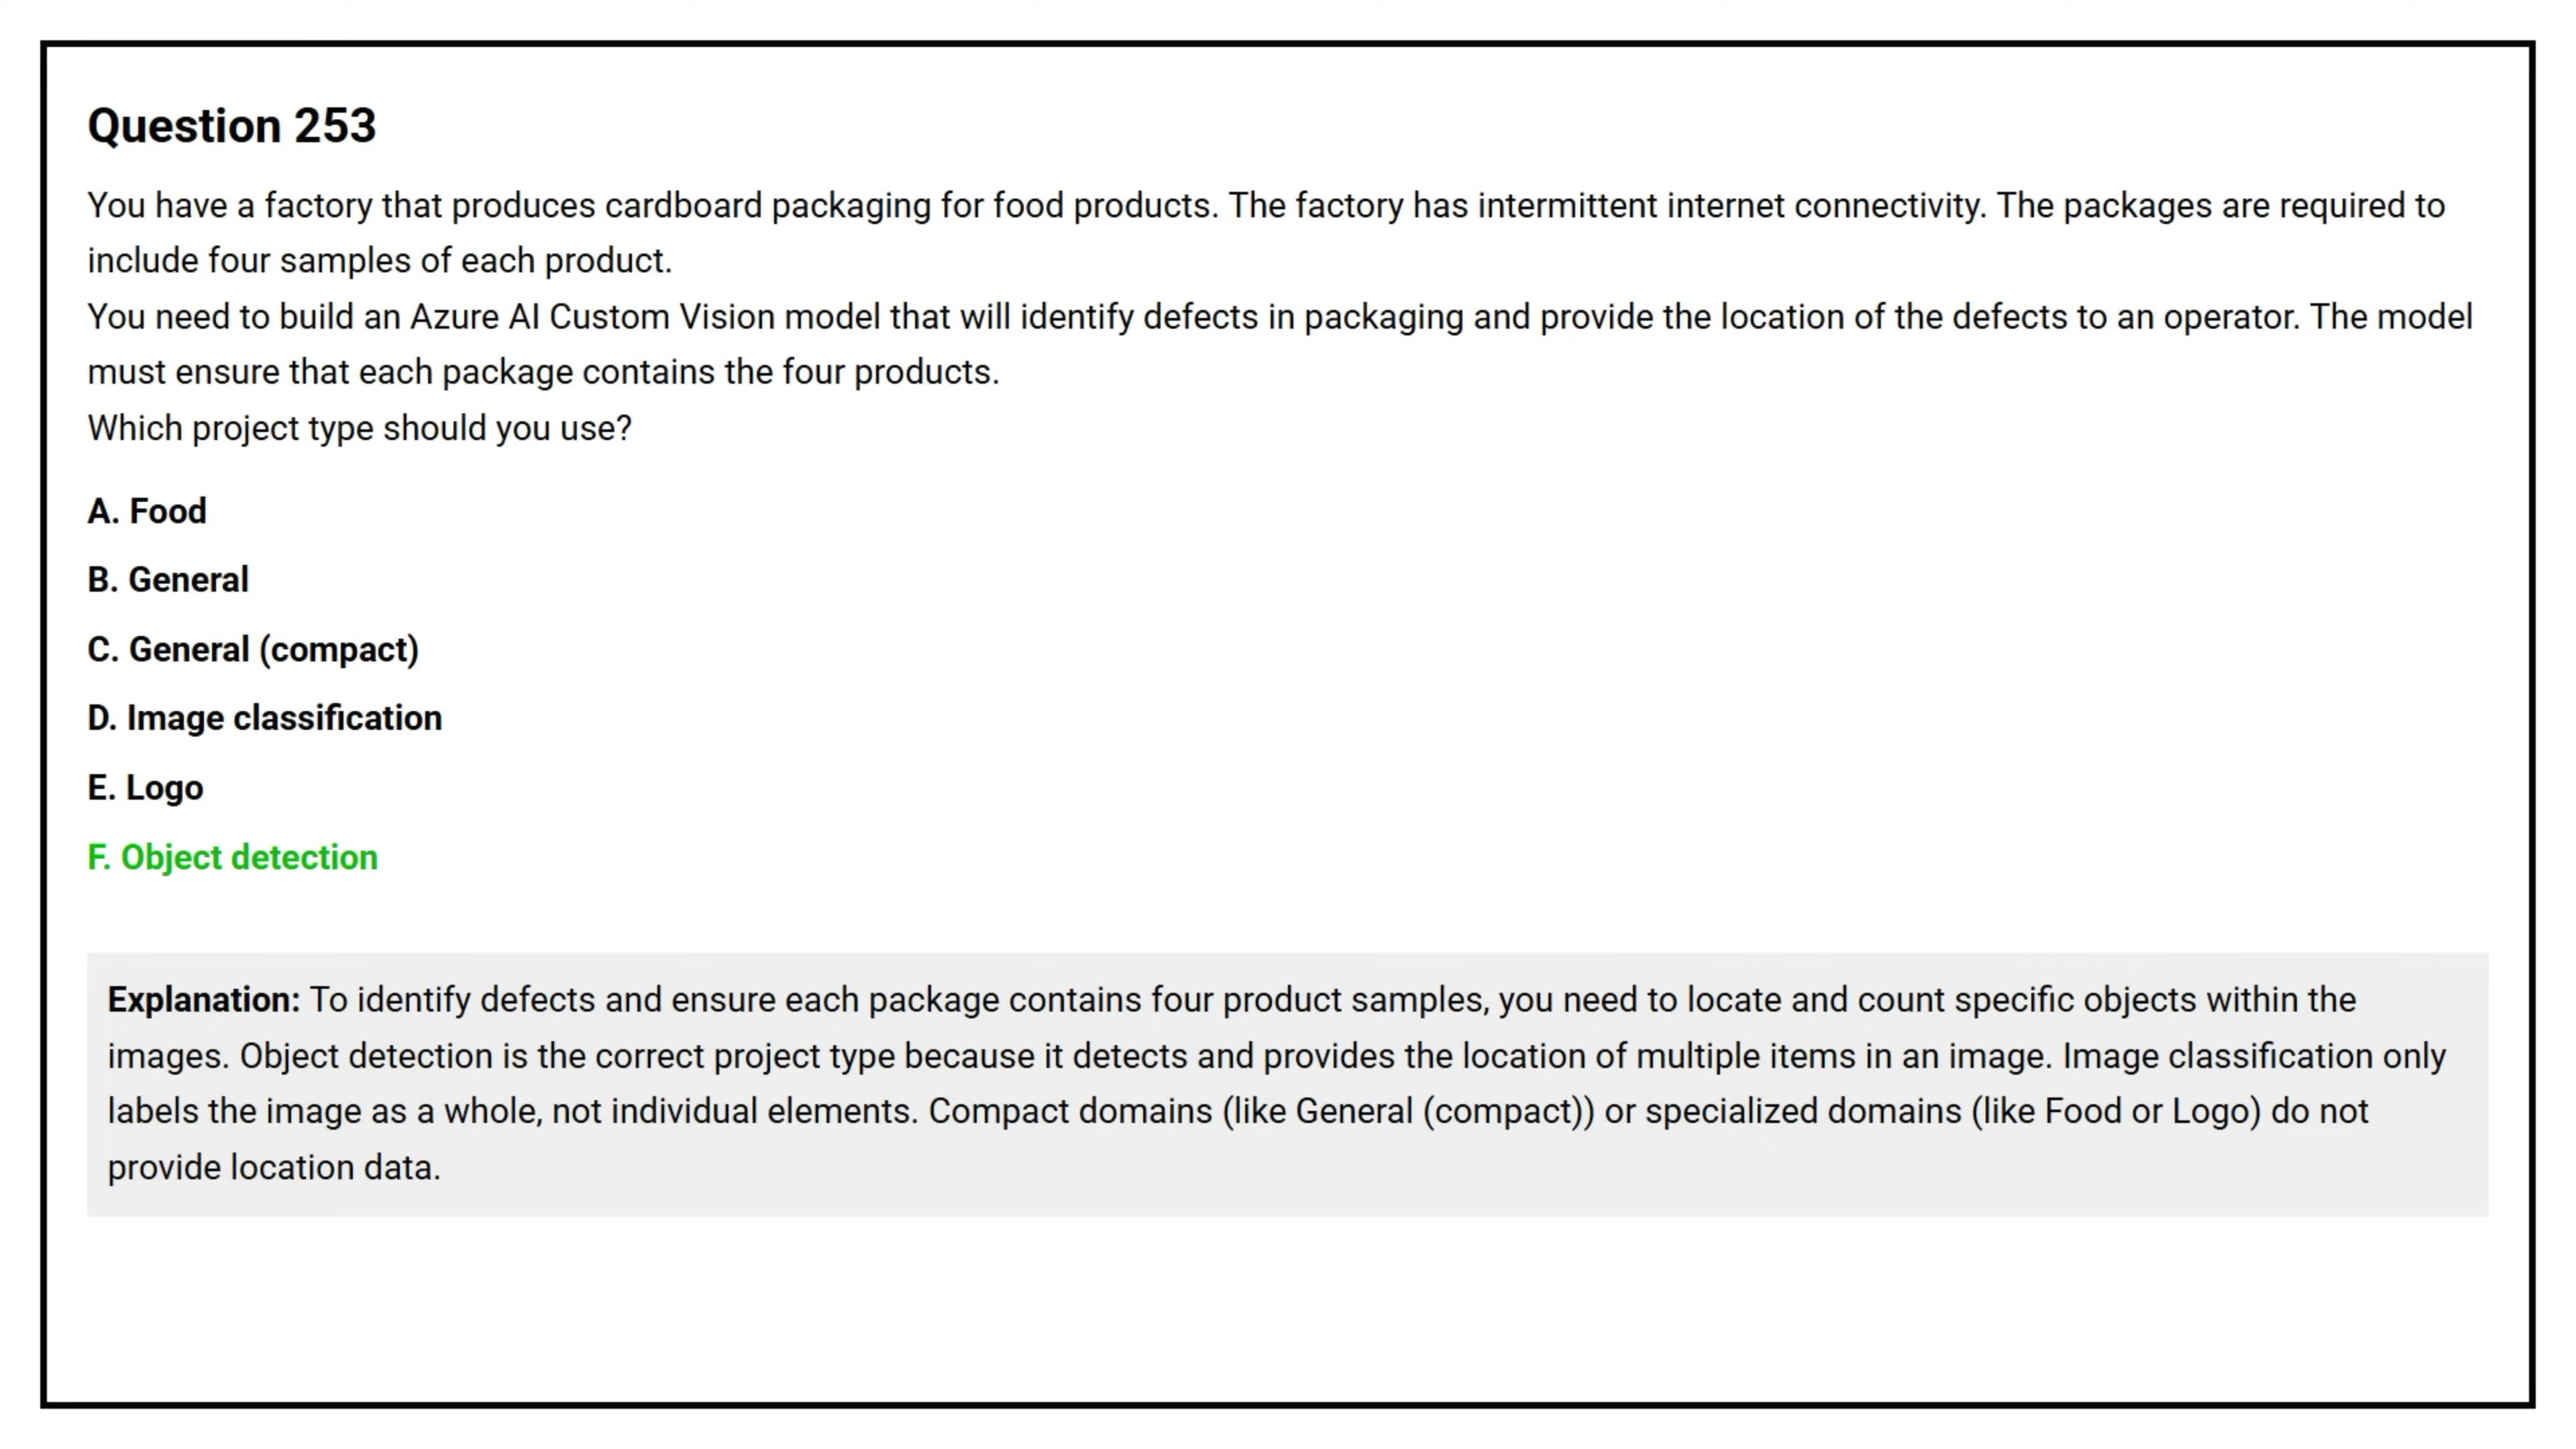 Question 253
You have a factory that produces cardboard packaging for food products. The factory has intermittent internet connectivity. The packages are required to
include four samples of each product.
You need to build an Azure AI Custom Vision model that will identify defects in packaging and provide the location of the defects to an operator. The model
must ensure that each package contains the four products.
Which project type should you use?
A. Food
B. General
C. General (compact)
D. Image classification
E. Logo
F. Object detection
Explanation: To identify defects and ensure each package contains four product samples, you need to locate and count specific objects within the
images. Object detection is the correct project type because it detects and provides the location of multiple items in an image. Image classification only
labels the image as a whole, not individual elements. Compact domains (like General (compact)) or specialized domains (like Food or Logo) do not
provide location data.